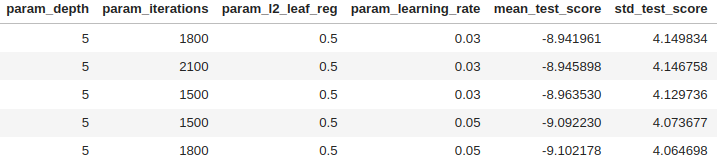 param_depth param_iterations param_l2_leaf_reg param_learning_rate mean_test_score std_test_score
5 1800 0.5 0.03 -8.941961 4.149834
5 2100 0.5 0.03 -8.945898 4.146758
5 1500 0.5 0.03 -8.963530 4.129736
5 1500 0.5 0.05 -9.092230 4.073677
5 1800 0.5 0.05 -9.102178 4.064698